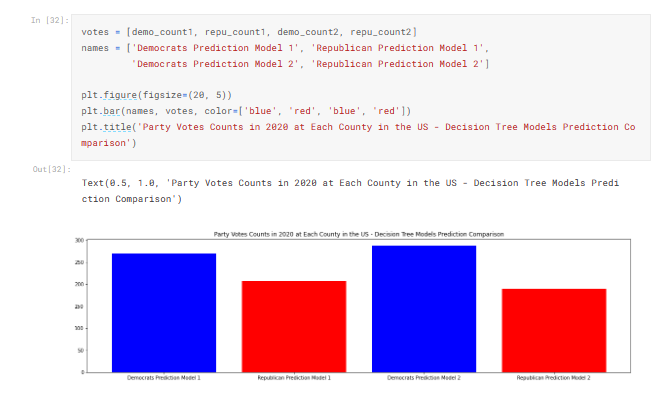 In [32]:
votes = [demo_count1, repu_count1, demo_count2, repu_count2]
names = ['Democrats Prediction Model 1', 'Republican Prediction Model 1',
'Democrats Prediction Model 2', 'Republican Prediction Model 2']
plt.figure(figsize=(20, 5))
plt.bar(names, votes, color=['blue', 'red', 'blue', 'red'])
plt.title('Party Votes Counts in 2020 at Each County in the US - Decision Tree Models Prediction Co
mparison')
Out[32]:
Text(0.5, 1.0, 'Party Votes Counts in 2020 at Each County in the US - Decision Tree Models Predi
ction Comparison')
Party Votes Counts in 2020 at Each County in the US - Decision Tree Models Prediction Comparison
300
250
200
150
100
50
0
Democrats Prediction Model 1
Republican Prediction Model 1
Democrats Prediction Model 2
Republican Prediction Model 2